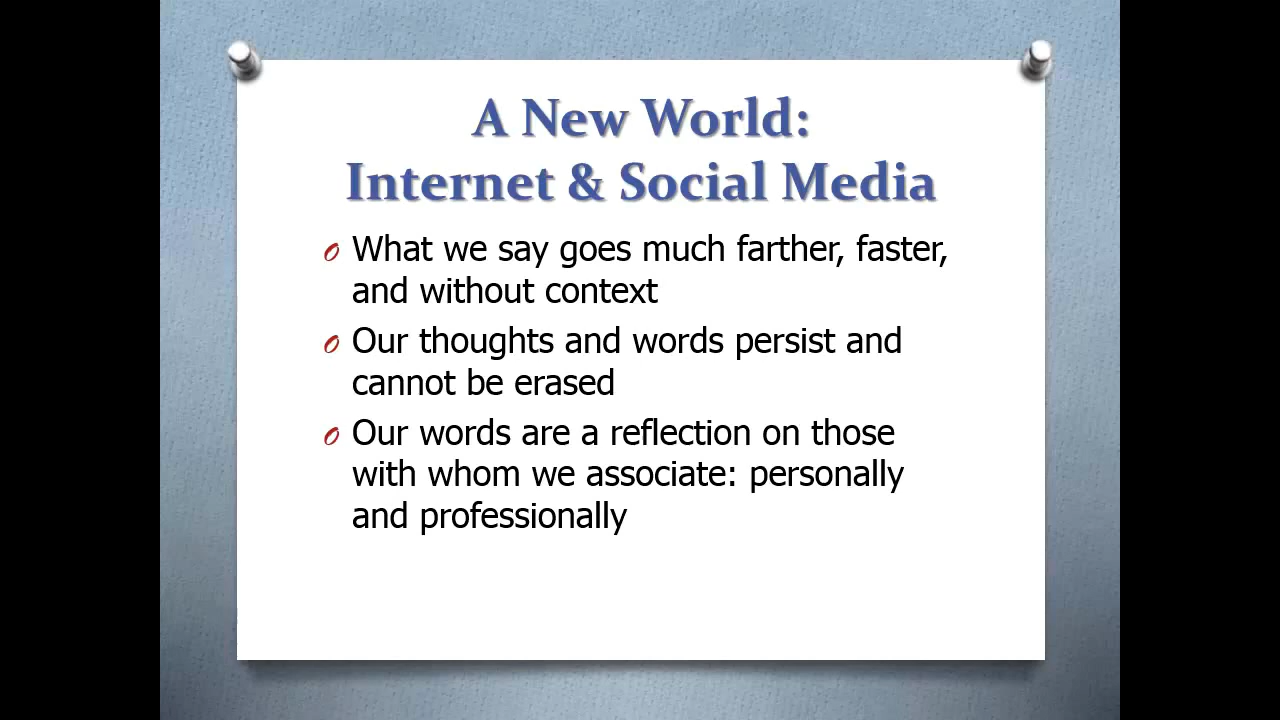 A New World:
Internet & Social Media
What we say goes much farther, faster,
and without context
Our thoughts and words persist and
cannot be erased
Our words are a reflection on those
with whom we associate: personally
and professionally